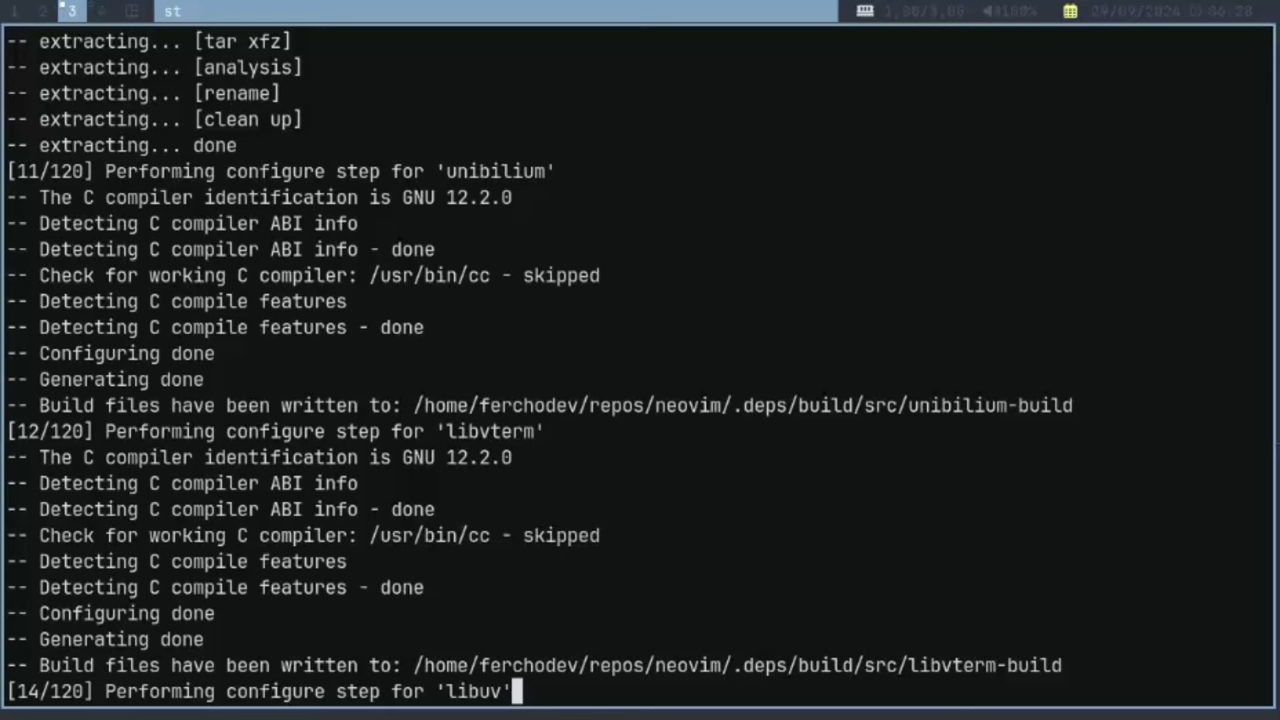 1 2 3 4 st
-- extracting... [tar xfz]
-- extracting... [analysis]
-- extracting... [rename]
-- extracting... [clean up]
-- extracting... done
[11/120] Performing configure step for 'unibilium'
-- The C compiler identification is GNU 12.2.0
-- Detecting C compiler ABI info
-- Detecting C compiler ABI info - done
-- Check for working C compiler: /usr/bin/cc - skipped
-- Detecting C compile features
-- Detecting C compile features - done
-- Configuring done
-- Generating done
-- Build files have been written to: /home/ferchodev/repos/neovim/.deps/build/src/unibilium-build
[12/120] Performing configure step for 'libvterm'
-- The C compiler identification is GNU 12.2.0
-- Detecting C compiler ABI info
-- Detecting C compiler ABI info - done
-- Check for working C compiler: /usr/bin/cc - skipped
-- Detecting C compile features
-- Detecting C compile features - done
-- Configuring done
-- Generating done
-- Build files have been written to: /home/ferchodev/repos/neovim/.deps/build/src/libvterm-build
[14/120] Performing configure step for 'libuv'